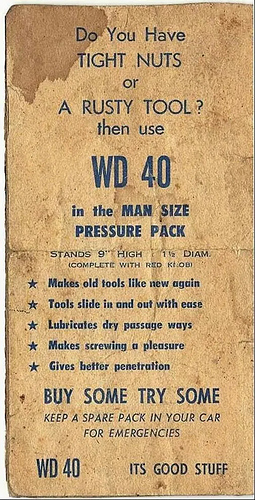 Do You Have
TIGHT NUTS
or
A RUSTY TOOL?
then use
WD 40
in the MAN SIZE
PRESSURE PACK
STANDS 9" HIGH 1½ DIAM
(COMPLETE WITH RED KNOB)
★ Makes old tools like new again
★ Tools slide in and out with ease
★ Lubricates dry passage ways
★ Makes screwing a pleasure
★ Gives better penetration
BUY SOME TRY SOME
KEEP A SPARE PACK IN YOUR CAR
FOR EMERGENCIES
WD 40 ITS GOOD STUFF